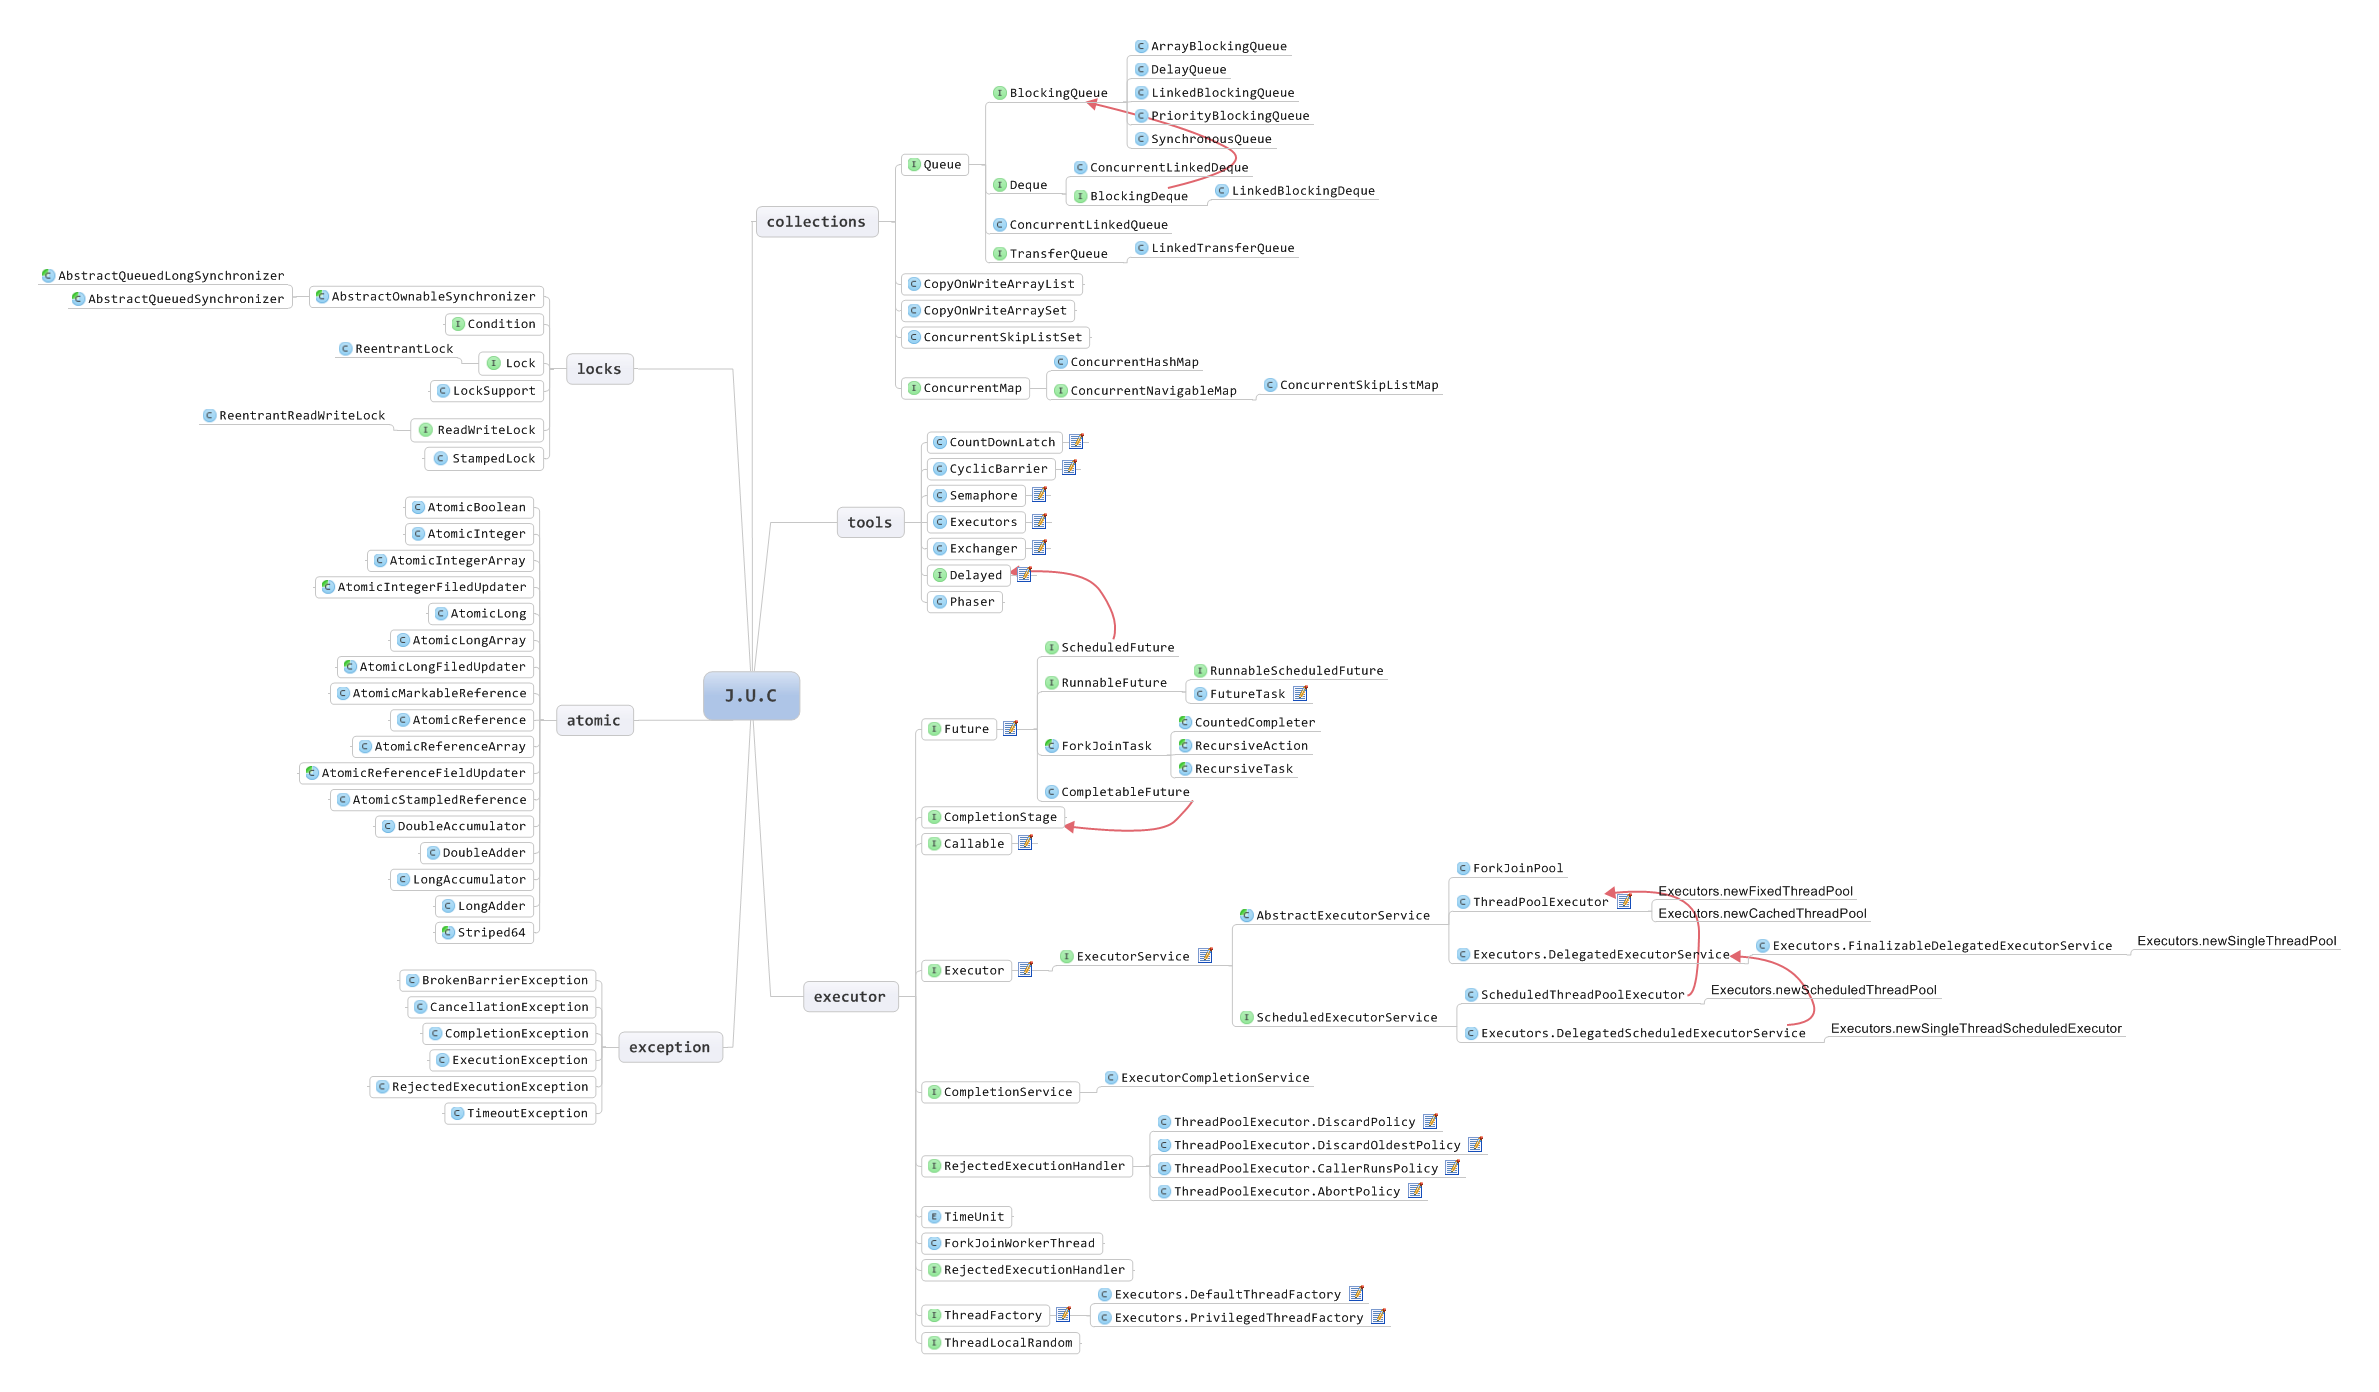 J.U.C
collections
Queue
BlockingQueue
ArrayBlockingQueue
DelayQueue
LinkedBlockingQueue
PriorityBlockingQueue
SynchronousQueue
Deque
ConcurrentLinkedDeque
BlockingDeque
LinkedBlockingDeque
ConcurrentLinkedQueue
TransferQueue
LinkedTransferQueue
CopyOnWriteArrayList
CopyOnWriteArraySet
ConcurrentSkipListSet
ConcurrentMap
ConcurrentHashMap
ConcurrentNavigableMap
ConcurrentSkipListMap
tools
CountDownLatch
CyclicBarrier
Semaphore
Executors
Exchanger
Delayed
Phaser
executor
Future
ScheduledFuture
RunnableFuture
RunnableScheduledFuture
FutureTask
ForkJoinTask
CountedCompleter
RecursiveAction
RecursiveTask
CompletableFuture
CompletionStage
Callable
Executor
ExecutorService
AbstractExecutorService
ForkJoinPool
ThreadPoolExecutor
Executors.newFixedThreadPool
Executors.newCachedThreadPool
Executors.DelegatedExecutorService
Executors.FinalizableDelegatedExecutorService
Executors.newSingleThreadPool
ScheduledExecutorService
ScheduledThreadPoolExecutor
Executors.newScheduledThreadPool
Executors.DelegatedScheduledExecutorService
Executors.newSingleThreadScheduledExecutor
CompletionService
ExecutorCompletionService
RejectedExecutionHandler
ThreadPoolExecutor.DiscardPolicy
ThreadPoolExecutor.DiscardOldestPolicy
ThreadPoolExecutor.CallerRunsPolicy
ThreadPoolExecutor.AbortPolicy
TimeUnit
ForkJoinWorkerThread
RejectedExecutionHandler
ThreadFactory
Executors.DefaultThreadFactory
Executors.PrivilegedThreadFactory
ThreadLocalRandom
locks
AbstractOwnableSynchronizer
AbstractQueuedLongSynchronizer
AbstractQueuedSynchronizer
Condition
Lock
ReentrantLock
LockSupport
ReadWriteLock
ReentrantReadWriteLock
StampedLock
atomic
AtomicBoolean
AtomicInteger
AtomicIntegerArray
AtomicIntegerFiledUpdater
AtomicLong
AtomicLongArray
AtomicLongFiledUpdater
AtomicMarkableReference
AtomicReference
AtomicReferenceArray
AtomicReferenceFieldUpdater
AtomicStampledReference
DoubleAccumulator
DoubleAdder
LongAccumulator
LongAdder
Striped64
exception
BrokenBarrierException
CancellationException
CompletionException
ExecutionException
RejectedExecutionException
TimeoutException